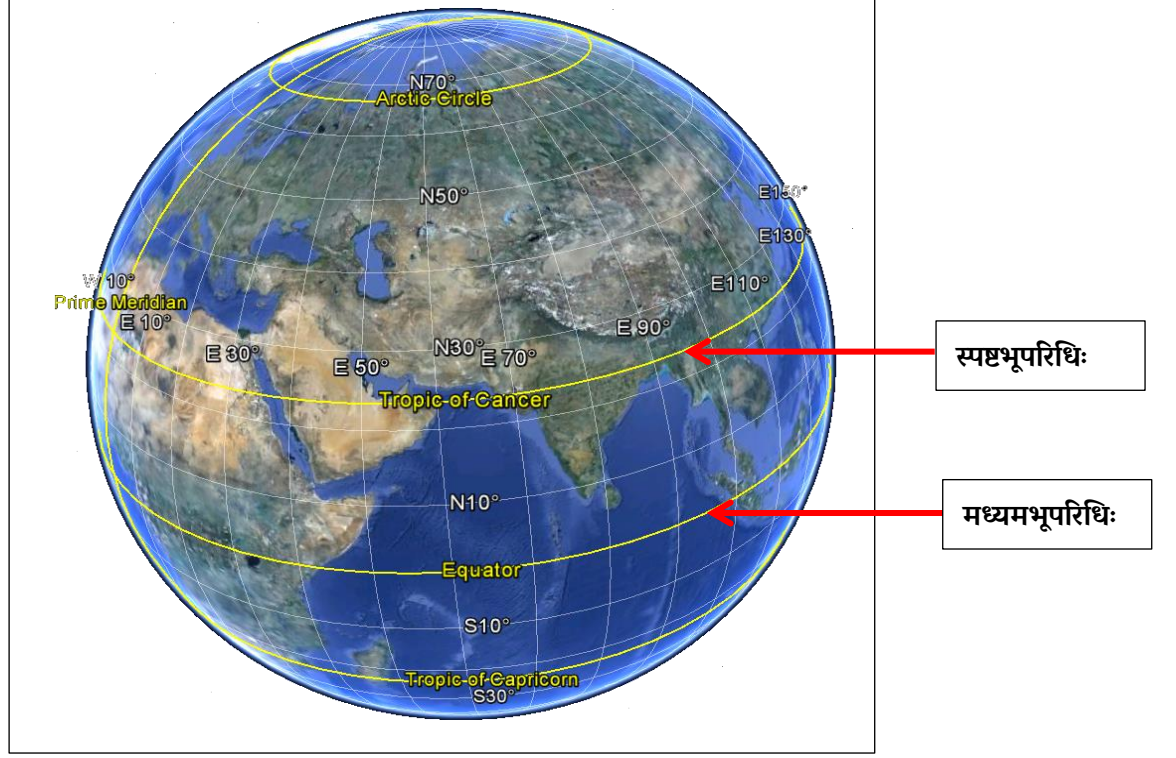 N70°
Arctic Circle
N50°
E150°
E130°
W 10°
E110°
Prime Meridian
E 10°
E 90°
स्पष्टभूपरिधिः
E 30°
N30°
E 70°
E 50°
Tropic of Cancer
N10°
मध्यमभूपरिधिः
Equator
S10°
Tropic of Capricorn
S30°